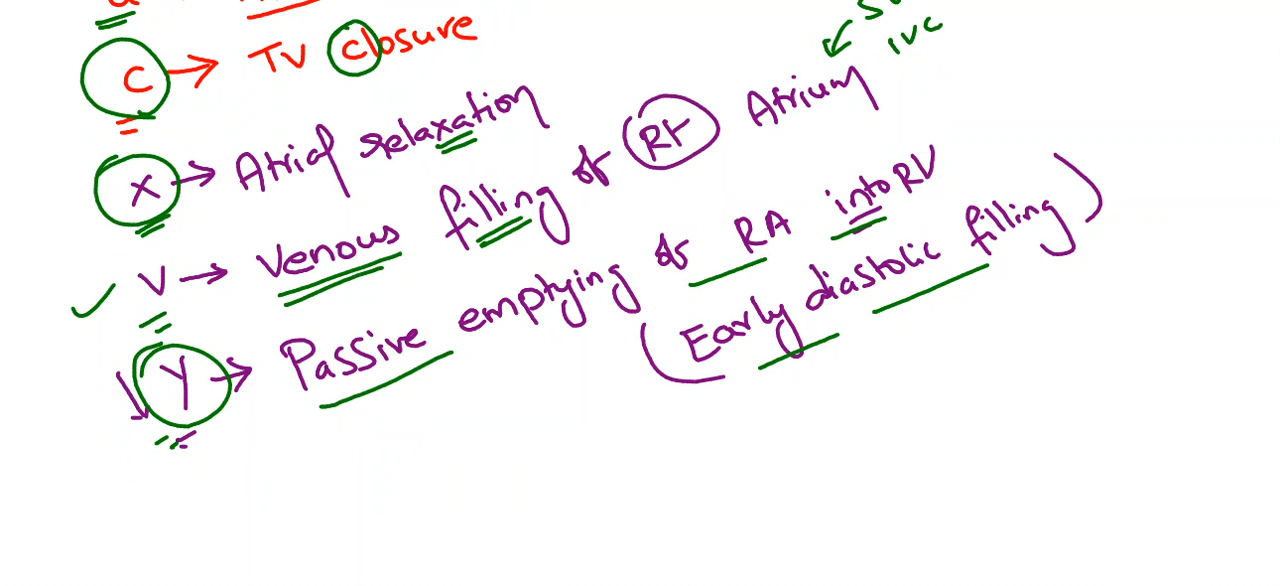 C → TV closure
IVC
X → Atrial relaxation
V → Venous filling of Rt Atrium
Y → Passive emptying of RA into RV
(Early diastolic filling)